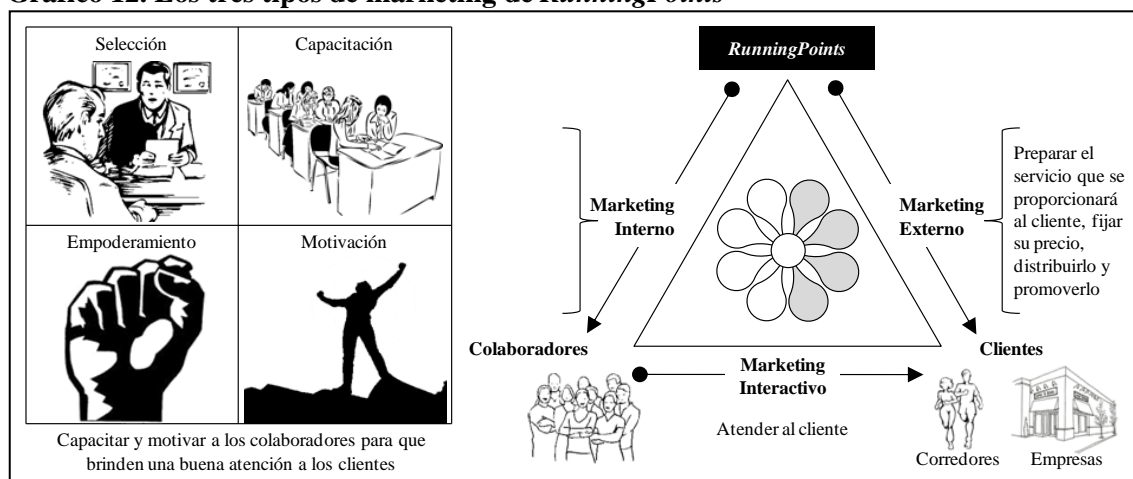 Gráfico 12. Los tres tipos de marketing de RunningPoints
Selección
Capacitación
Empoderamiento
Motivación
Capacitar y motivar a los colaboradores para que
brinden una buena atención a los clientes
RunningPoints
Marketing
Interno
Marketing
Externo
Preparar el
servicio que se
proporcionará
al cliente, fijar
su precio,
distribuirlo y
promoverlo
Colaboradores
Clientes
Marketing
Interactivo
Atender al cliente
Corredores
Empresas